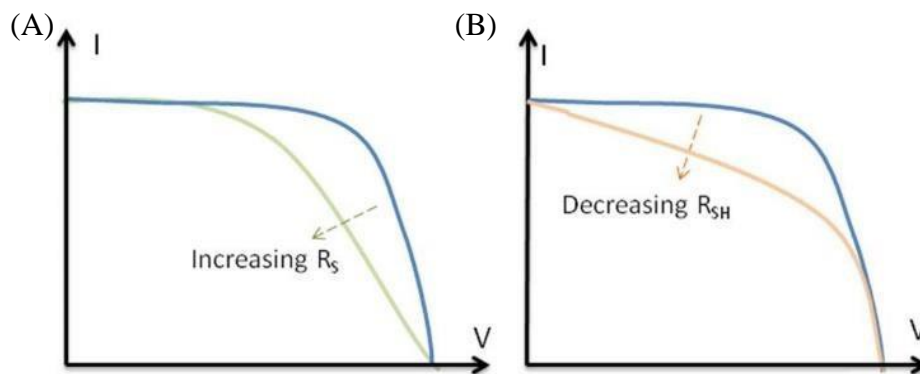 (A)
I
Increasing R_S
V
(B)
I
Decreasing R_SH
V